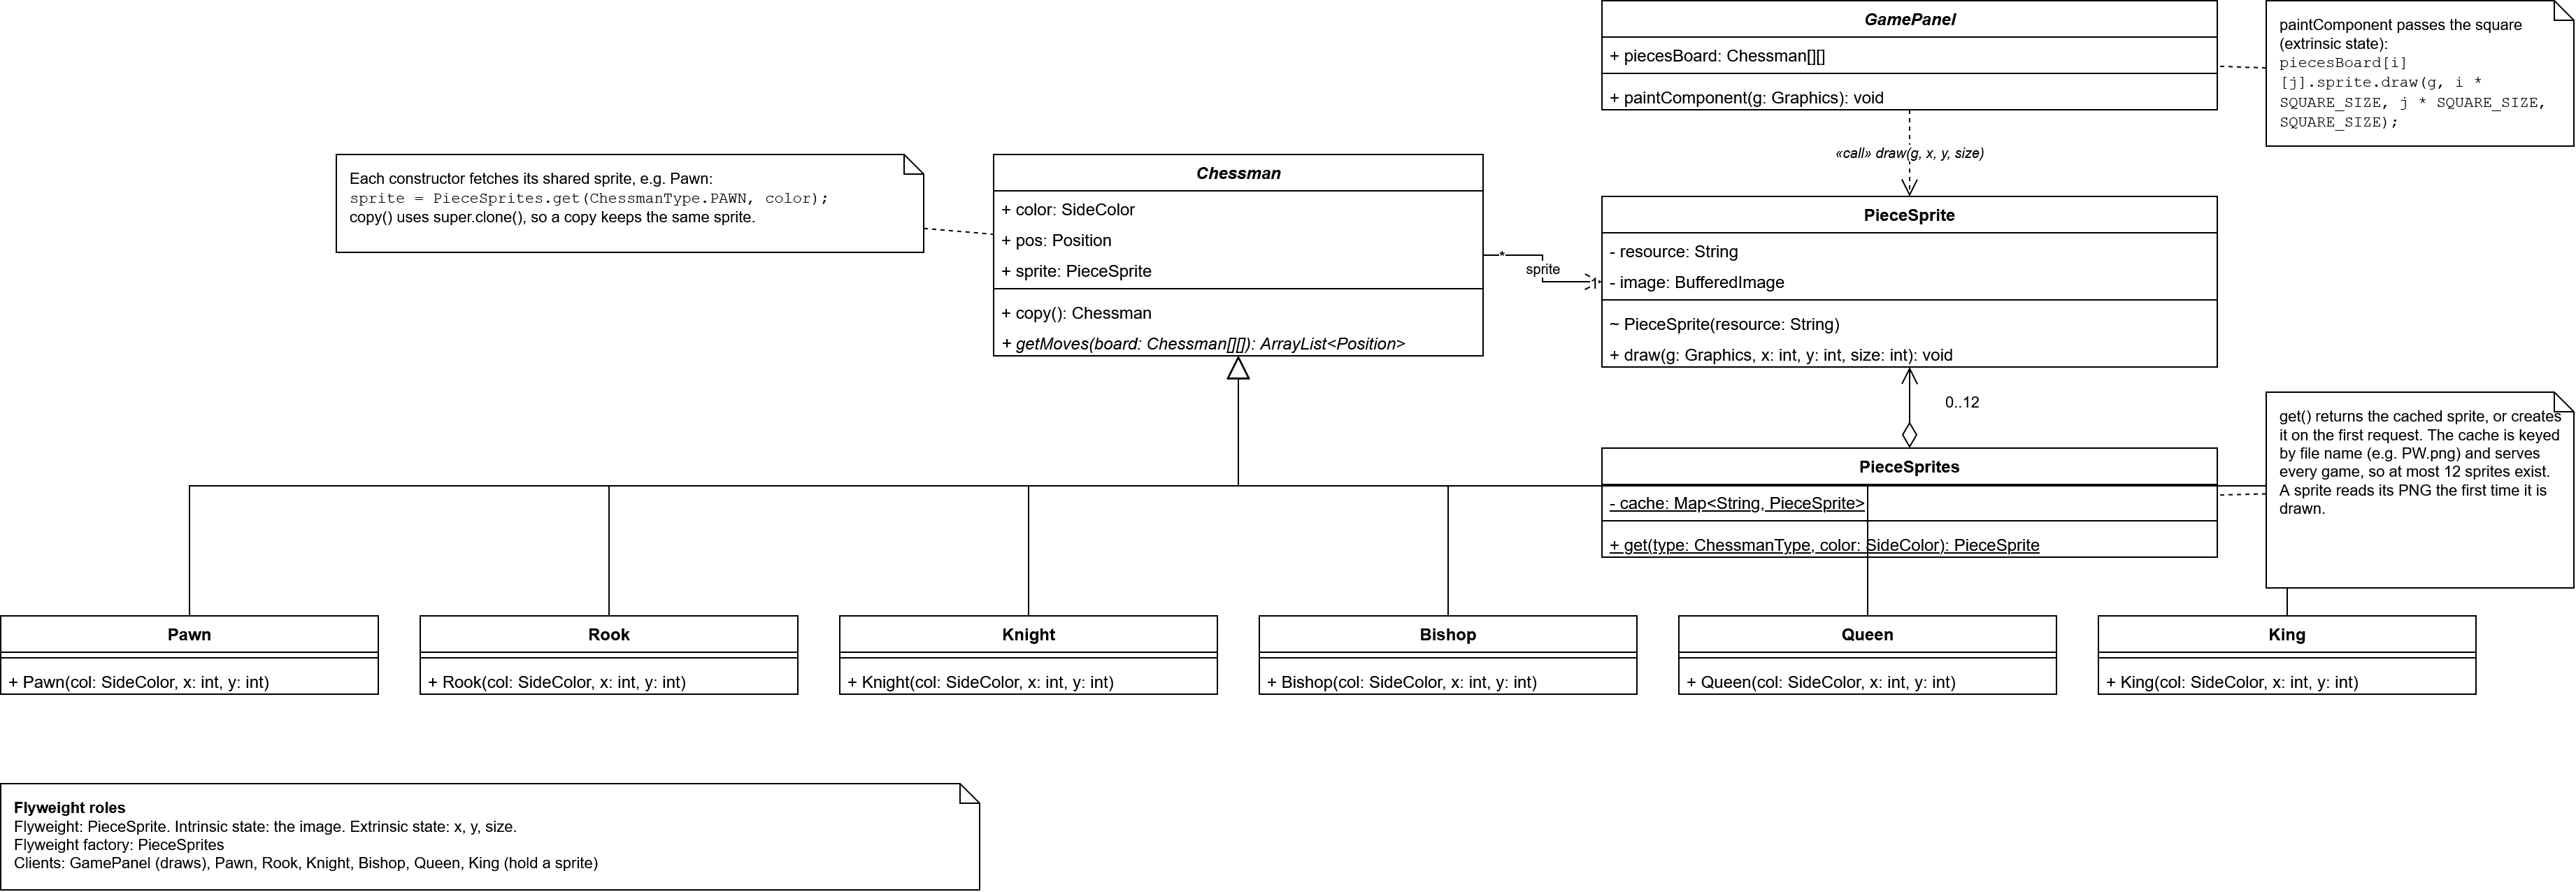 GamePanel
+ piecesBoard: Chessman[][]
+ paintComponent(g: Graphics): void
paintComponent passes the square
(extrinsic state):
piecesBoard[i]
[j].sprite.draw(g, i *
SQUARE_SIZE, j * SQUARE_SIZE,
SQUARE_SIZE);
«call» draw(g, x, y, size)
Each constructor fetches its shared sprite, e.g. Pawn:
sprite = PieceSprites.get(ChessmanType.PAWN, color);
copy() uses super.clone(), so a copy keeps the same sprite.
Chessman
+ color: SideColor
+ pos: Position
+ sprite: PieceSprite
+ copy(): Chessman
+ getMoves(board: Chessman[][]): ArrayList<Position>
*
sprite
1
PieceSprite
- resource: String
- image: BufferedImage
~ PieceSprite(resource: String)
+ draw(g: Graphics, x: int, y: int, size: int): void
0..12
PieceSprites
- cache: Map<String, PieceSprite>
+ get(type: ChessmanType, color: SideColor): PieceSprite
get() returns the cached sprite, or creates
it on the first request. The cache is keyed
by file name (e.g. PW.png) and serves
every game, so at most 12 sprites exist.
A sprite reads its PNG the first time it is
drawn.
Pawn
+ Pawn(col: SideColor, x: int, y: int)
Rook
+ Rook(col: SideColor, x: int, y: int)
Knight
+ Knight(col: SideColor, x: int, y: int)
Bishop
+ Bishop(col: SideColor, x: int, y: int)
Queen
+ Queen(col: SideColor, x: int, y: int)
King
+ King(col: SideColor, x: int, y: int)
Flyweight roles
Flyweight: PieceSprite. Intrinsic state: the image. Extrinsic state: x, y, size.
Flyweight factory: PieceSprites
Clients: GamePanel (draws), Pawn, Rook, Knight, Bishop, Queen, King (hold a sprite)